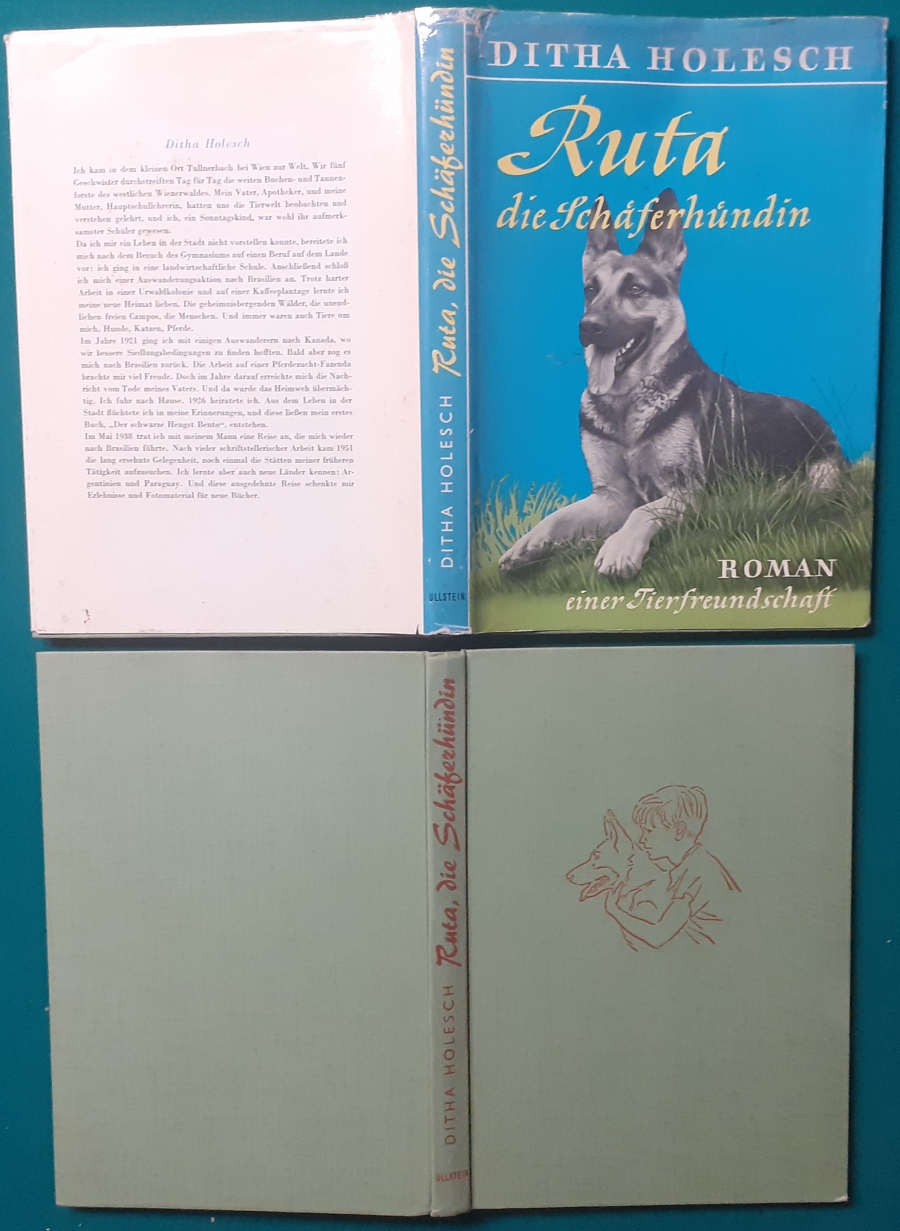 Ditha Holesch
Ich kam in dem kleinen Ort Tullnerbach bei Wien zur Welt. Wir fünf
Geschwister durchstreiften Tag für Tag die weiten Buchen- und Tannen-
forste des westlichen Wienerwaldes. Mein Vater, Apotheker, und meine
Mutter, Hauptschullehrerin, hatten uns die Tierwelt beobachten und
verstehen gelehrt, und ich, ein Sonntagskind, war wohl ihr aufmerk-
samster Schüler gewesen.
Da ich mir ein Leben in der Stadt nicht vorstellen konnte, bereitete ich
mich nach dem Besuch des Gymnasiums auf einen Beruf auf dem Lande
vor: ich ging in eine landwirtschaftliche Schule. Anschließend schloß
ich mich einer Auswanderungsaktion nach Brasilien an. Trotz harter
Arbeit in einer Urwaldkolonie und auf einer Kaffeeplantage lernte ich
meine neue Heimat lieben. Die geheimnisbergenden Wälder, die unend-
lichen freien Campos, die Menschen. Und immer waren auch Tiere um
mich, Hunde, Katzen, Pferde.
Im Jahre 1921 ging ich mit einigen Auswanderern nach Kanada, wo
wir bessere Siedlungsbedingungen zu finden hofften. Bald aber zog es
mich nach Brasilien zurück. Die Arbeit auf einer Pferdezucht-Fazenda
brachte mir viel Freude. Doch im Jahre darauf erreichte mich die Nach-
richt vom Tode meines Vaters. Und da wurde das Heimweh übermäch-
tig. Ich fuhr nach Hause. 1926 heiratete ich. Aus dem Leben in der
Stadt flüchtete ich in meine Erinnerungen, und diese ließen mein erstes
Buch, „Der schwarze Hengst Bento“, entstehen.
Im Mai 1938 trat ich mit meinem Mann eine Reise an, die mich wieder
nach Brasilien führte. Nach vieler schriftstellerischer Arbeit kam 1951
die lang ersehnte Gelegenheit, noch einmal die Stätten meiner früheren
Tätigkeit aufzusuchen. Ich lernte aber auch neue Länder kennen: Ar-
gentinien und Paraguay. Und diese ausgedehnte Reise schenkte mir
Erlebnisse und Fotomaterial für neue Bücher.
DITHA HOLESCH Ruta, die Schäferhündin
ULLSTEIN
DITHA HOLESCH
Ruta
die Schäferhündin
ROMAN
einer Tierfreundschaft
DITHA HOLESCH Ruta, die Schäferhündin
ULLSTEIN